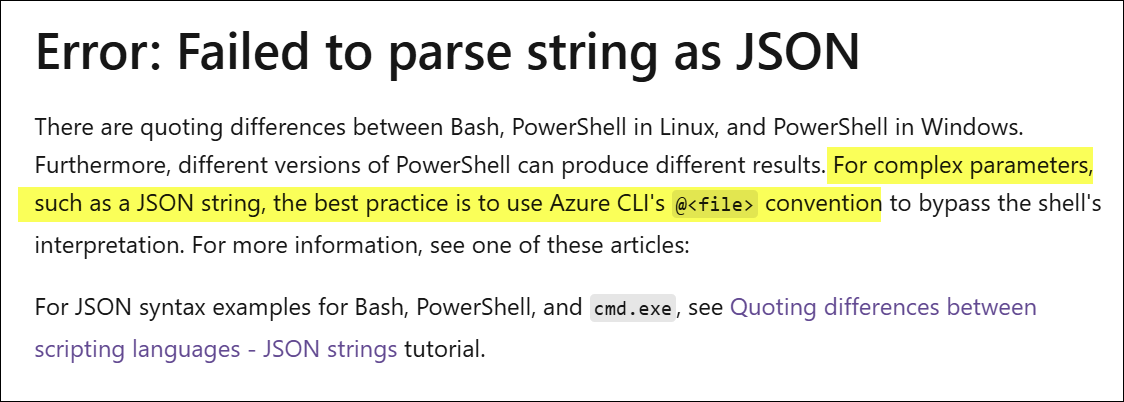 Error: Failed to parse string as JSON
There are quoting differences between Bash, PowerShell in Linux, and PowerShell in Windows.
Furthermore, different versions of PowerShell can produce different results. For complex parameters,
such as a JSON string, the best practice is to use Azure CLI's @<file> convention to bypass the shell's
interpretation. For more information, see one of these articles:
For JSON syntax examples for Bash, PowerShell, and cmd.exe, see Quoting differences between
scripting languages - JSON strings tutorial.